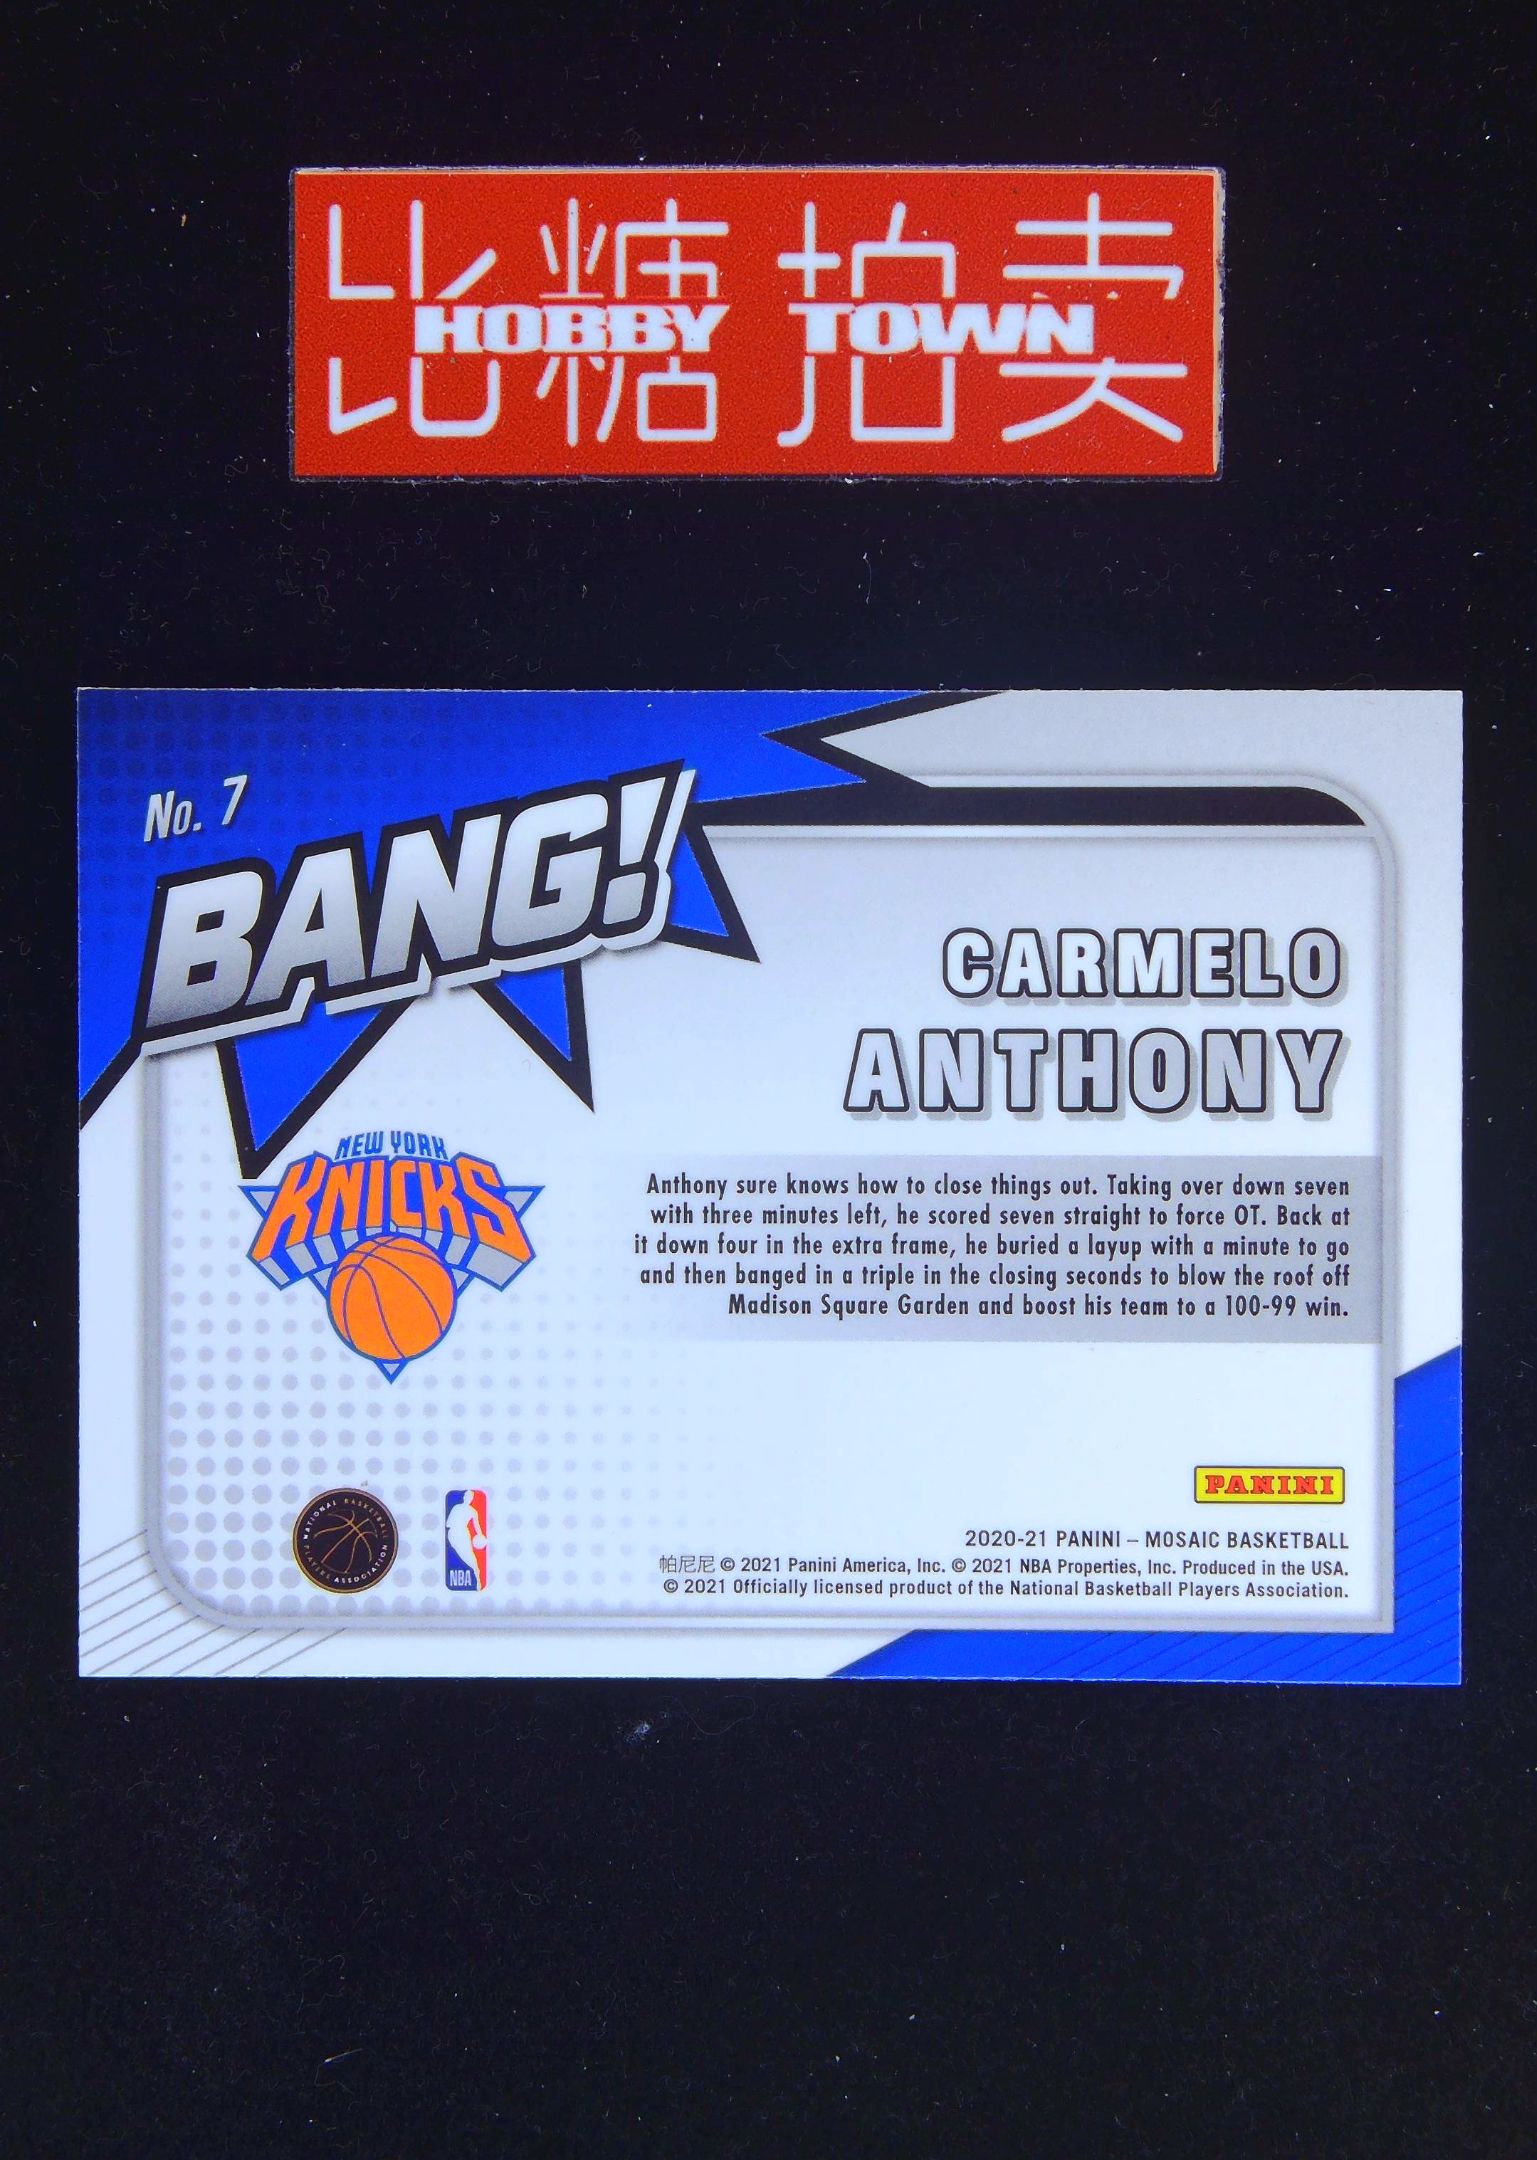 比糖拍卖
HOBBY TOWN
No. 7
BANG!
CARMELO
ANTHONY
NEW YORK
KNICKS
Anthony sure knows how to close things out. Taking over down seven
with three minutes left, he scored seven straight to force OT. Back at
it down four in the extra frame, he buried a layup with a minute to go
and then banged in a triple in the closing seconds to blow the roof off
Madison Square Garden and boost his team to a 100-99 win.
PANINI
NATIONAL BASKETBALL
PLAYERS ASSOCIATION
NBA
2020-21 PANINI – MOSAIC BASKETBALL
帕尼尼 © 2021 Panini America, Inc. © 2021 NBA Properties, Inc. Produced in the USA.
© 2021 Officially licensed product of the National Basketball Players Association.